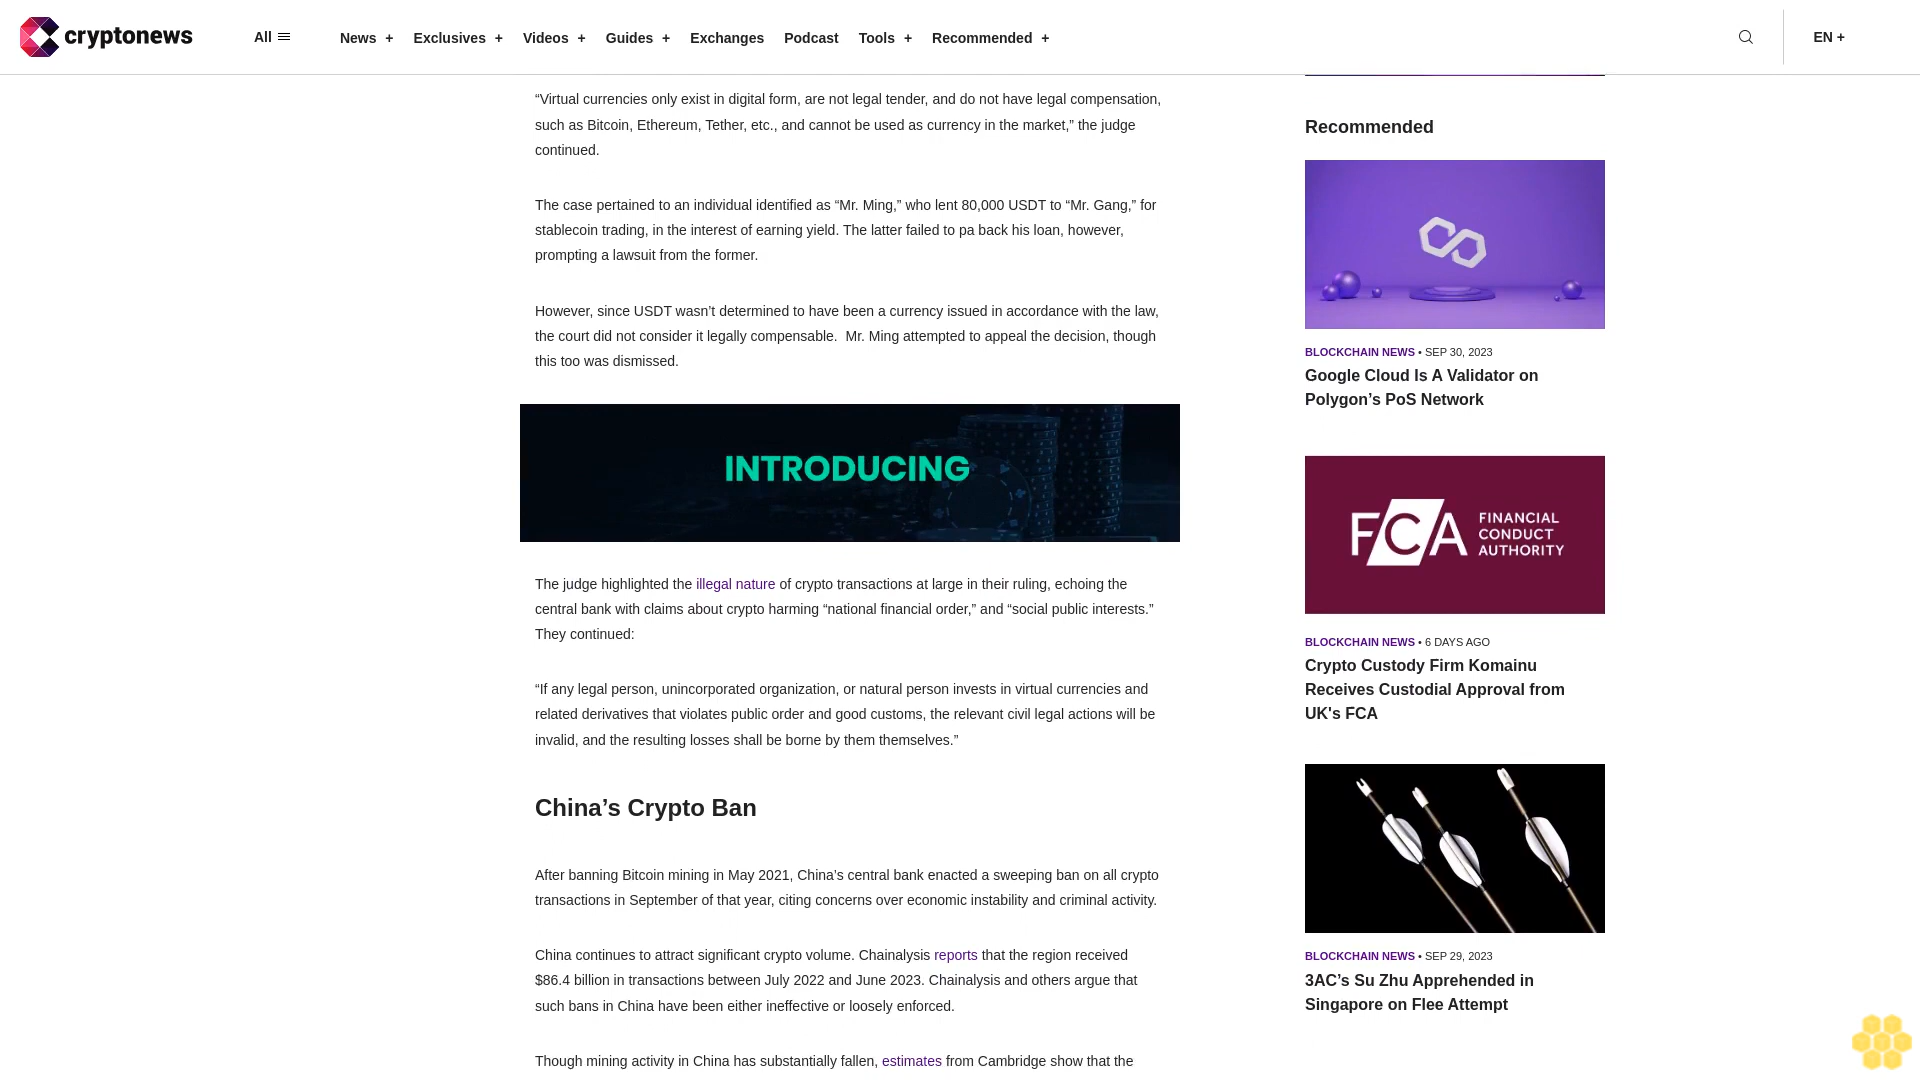 cryptonews
All
News +
Exclusives +
Videos +
Guides +
Exchanges
Podcast
Tools +
Recommended +
EN +
“Virtual currencies only exist in digital form, are not legal tender, and do not have legal compensation,
such as Bitcoin, Ethereum, Tether, etc., and cannot be used as currency in the market,” the judge
continued.
The case pertained to an individual identified as “Mr. Ming,” who lent 80,000 USDT to “Mr. Gang,” for
stablecoin trading, in the interest of earning yield. The latter failed to pa back his loan, however,
prompting a lawsuit from the former.
However, since USDT wasn’t determined to have been a currency issued in accordance with the law,
the court did not consider it legally compensable.  Mr. Ming attempted to appeal the decision, though
this too was dismissed.
INTRODUCING
The judge highlighted the illegal nature of crypto transactions at large in their ruling, echoing the
central bank with claims about crypto harming “national financial order,” and “social public interests.”
They continued:
“If any legal person, unincorporated organization, or natural person invests in virtual currencies and
related derivatives that violates public order and good customs, the relevant civil legal actions will be
invalid, and the resulting losses shall be borne by them themselves.”
China’s Crypto Ban
After banning Bitcoin mining in May 2021, China’s central bank enacted a sweeping ban on all crypto
transactions in September of that year, citing concerns over economic instability and criminal activity.
China continues to attract significant crypto volume. Chainalysis reports that the region received
$86.4 billion in transactions between July 2022 and June 2023. Chainalysis and others argue that
such bans in China have been either ineffective or loosely enforced.
Though mining activity in China has substantially fallen, estimates from Cambridge show that the
Recommended
BLOCKCHAIN NEWS • SEP 30, 2023
Google Cloud Is A Validator on
Polygon’s PoS Network
FCA
FINANCIAL
CONDUCT
AUTHORITY
BLOCKCHAIN NEWS • 6 DAYS AGO
Crypto Custody Firm Komainu
Receives Custodial Approval from
UK's FCA
BLOCKCHAIN NEWS • SEP 29, 2023
3AC’s Su Zhu Apprehended in
Singapore on Flee Attempt